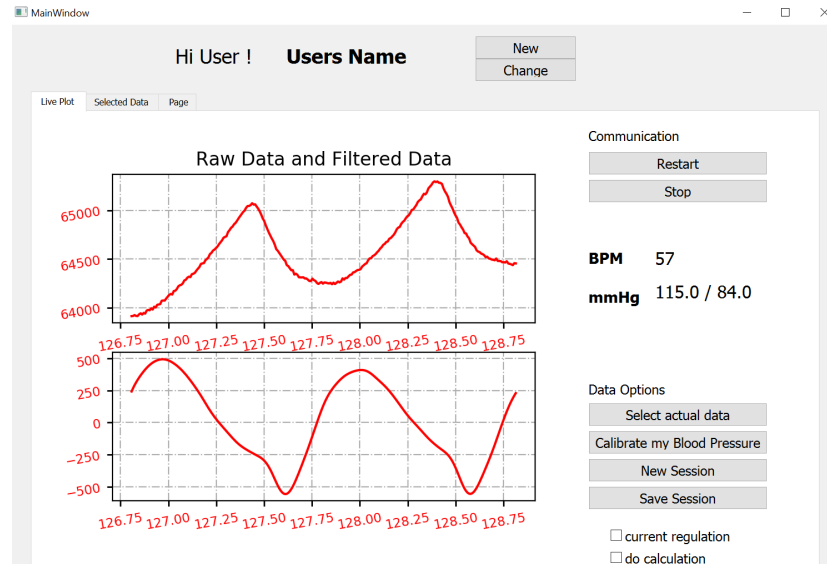 MainWindow
Hi User ! Users Name
New
Change
Live Plot Selected Data Page
Communication
Restart
Stop
Raw Data and Filtered Data
65000
64500
64000
126.75 127.00 127.25 127.50 127.75 128.00 128.25 128.50 128.75
500
250
0
−250
−500
126.75 127.00 127.25 127.50 127.75 128.00 128.25 128.50 128.75
BPM 57
mmHg 115.0 / 84.0
Data Options
Select actual data
Calibrate my Blood Pressure
New Session
Save Session
current regulation
do calculation